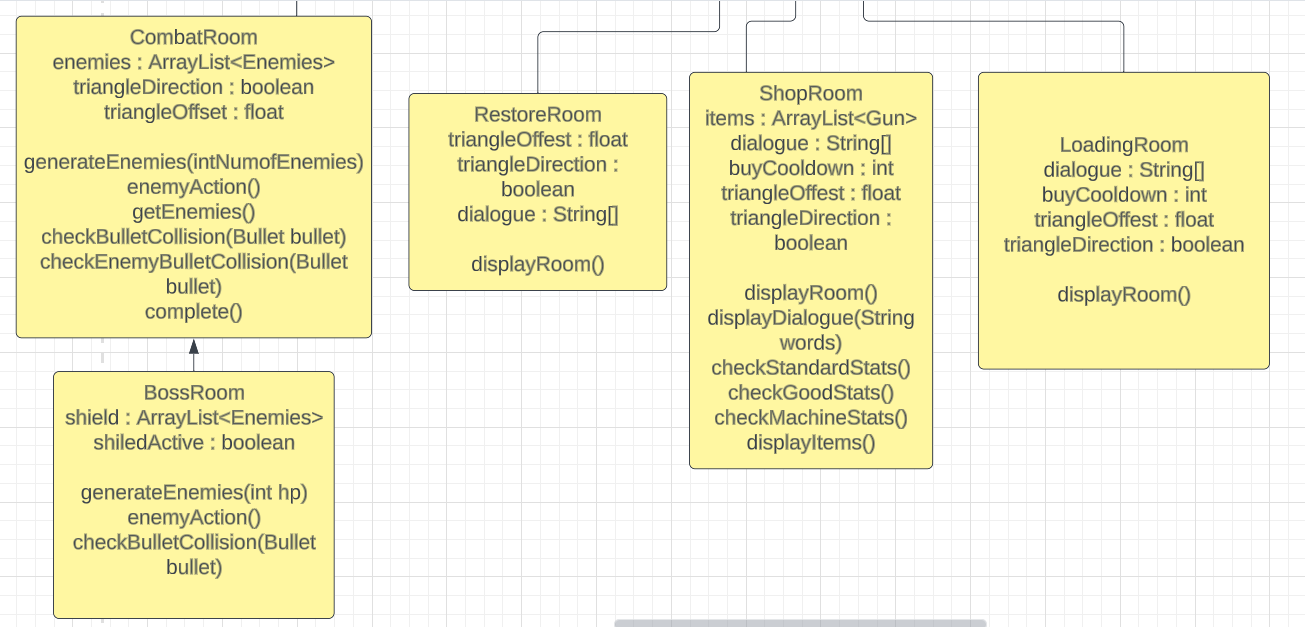 CombatRoom
enemies : ArrayList<Enemies>
triangleDirection : boolean
triangleOffset : float
generateEnemies(intNumofEnemies)
enemyAction()
getEnemies()
checkBulletCollision(Bullet bullet)
checkEnemyBulletCollision(Bullet
bullet)
complete()
BossRoom
shield : ArrayList<Enemies>
shiledActive : boolean
generateEnemies(int hp)
enemyAction()
checkBulletCollision(Bullet
bullet)
RestoreRoom
triangleOffest : float
triangleDirection :
boolean
dialogue : String[]
displayRoom()
ShopRoom
items : ArrayList<Gun>
dialogue : String[]
buyCooldown : int
triangleOffest : float
triangleDirection :
boolean
displayRoom()
displayDialogue(String
words)
checkStandardStats()
checkGoodStats()
checkMachineStats()
displayItems()
LoadingRoom
dialogue : String[]
buyCooldown : int
triangleOffest : float
triangleDirection : boolean
displayRoom()